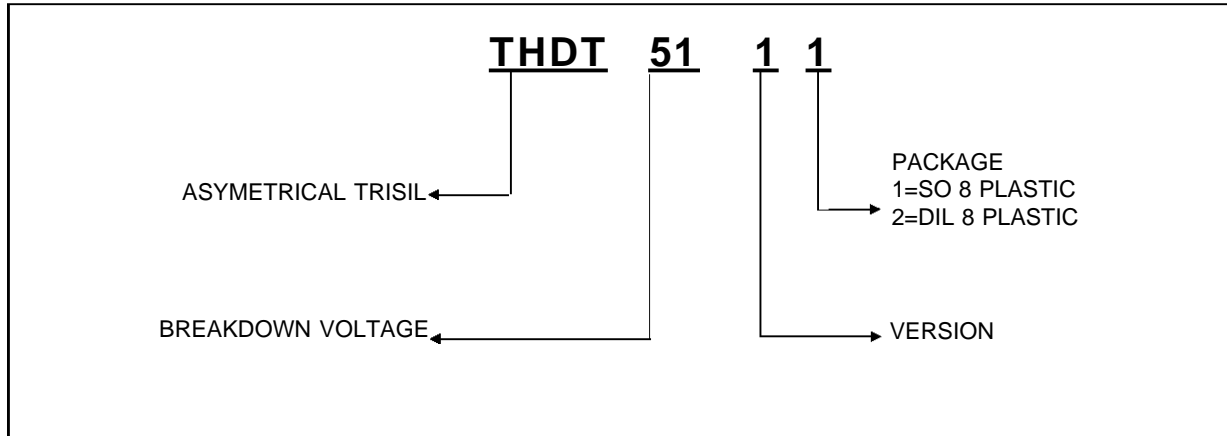 THDT 51 1 1
PACKAGE
1=SO 8 PLASTIC
2=DIL 8 PLASTIC
ASYMETRICAL TRISIL
BREAKDOWN VOLTAGE
VERSION